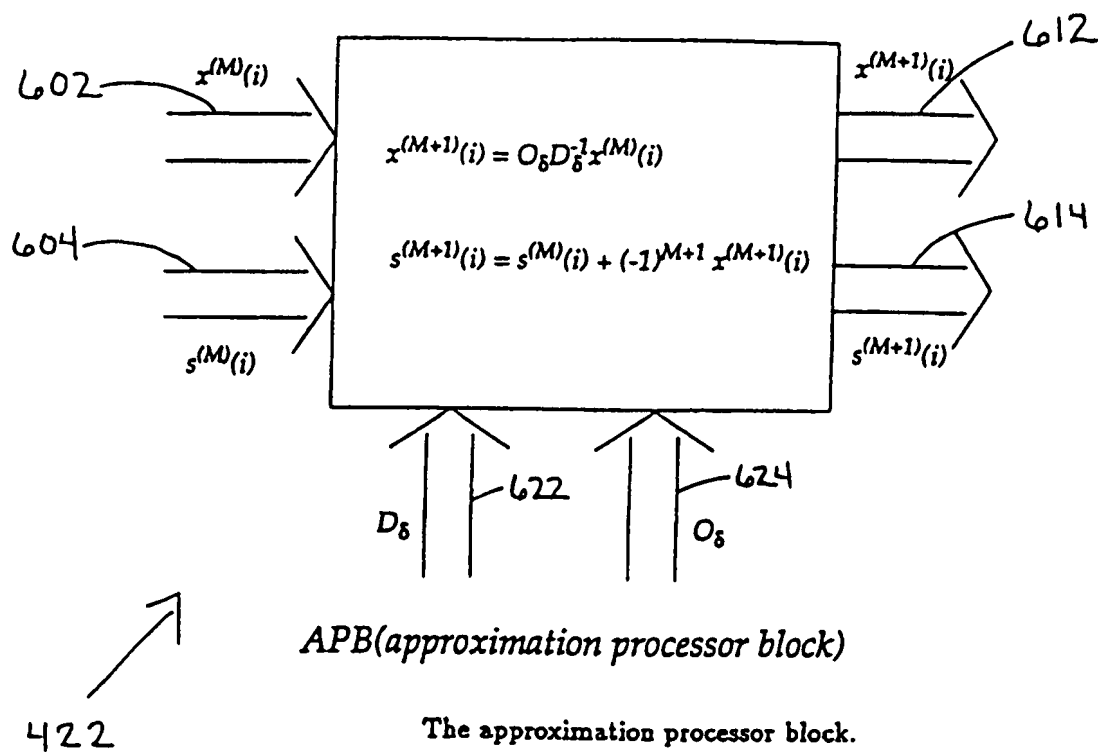 612
x^(M)(i)
x^(M+1)(i)
602
x^(M+1)(i) = O_δ D_δ^-1 x^(M)(i)
614
604
s^(M+1)(i) = s^(M)(i) + (-1)^M+1 x^(M+1)(i)
s^(M)(i)
s^(M+1)(i)
622
624
D_δ
O_δ
APB(approximation processor block)
422
The approximation processor block.